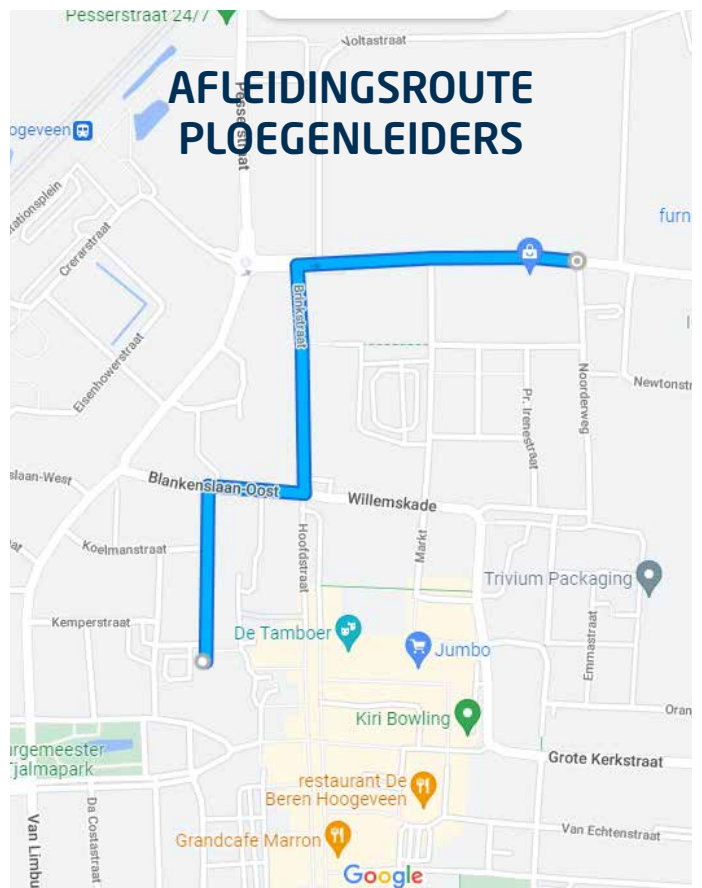 Pesserstraat 24/7
Voltastraat
AFLEIDINGSROUTE
PLOEGENLEIDERS
Pesserstraat
ogeveen
nationsplein
Crerarstraat
furn
Brinkstraat
Eisenhowerstraat
Noorderweg
Newtonstr
Pr. Irenestraat
slaan-West
Blankenslaan-Oost
Willemskade
Koelmanstraat
Hoofdstraat
Markt
Trivium Packaging
Kemperstraat
De Tamboer
Jumbo
Emmastraat
Oran
Kiri Bowling
urgemeester
Tjalmapark
Grote Kerkstraat
restaurant De
Beren Hoogeveen
Da Costastraat
Van Limbu
Grandcafe Marron
Van Echtenstraat
Google